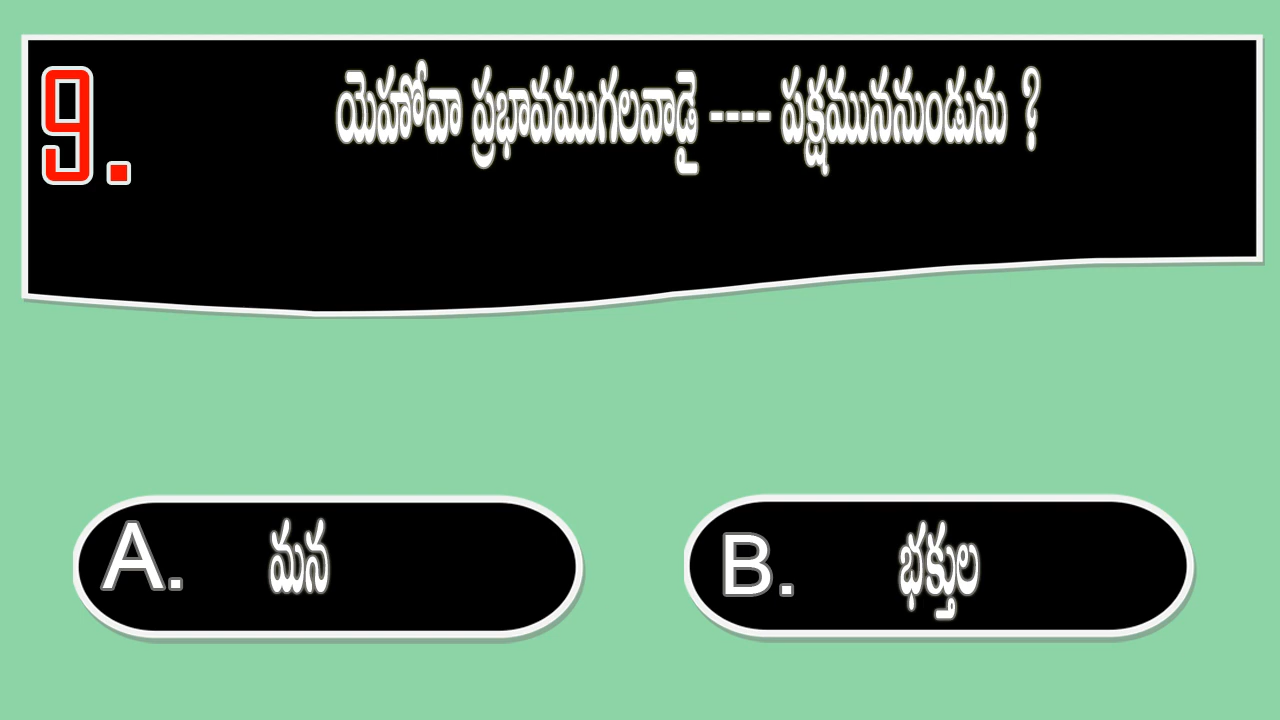 9. యెహోవా ప్రభావముగలవాడై ---- పక్షముననుండును ?
A. మన
B. భక్తుల